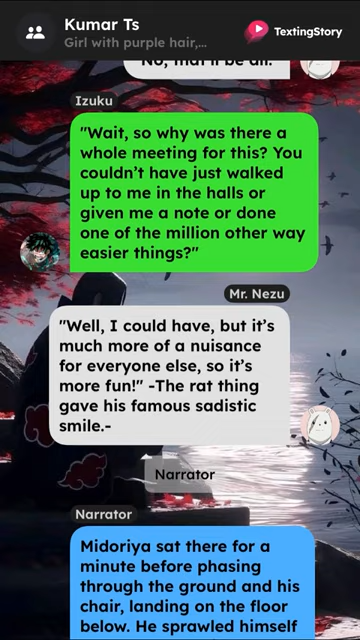 Kumar Ts
Girl with purple hair,...
TextingStory
No, that'll be all."
Izuku
"Wait, so why was there a
whole meeting for this? You
couldn't have just walked
up to me in the halls or
given me a note or done
one of the million other way
easier things?"
Mr. Nezu
"Well, I could have, but it's
much more of a nuisance
for everyone else, so it's
more fun!" -The rat thing
gave his famous sadistic
smile.-
Narrator
Narrator
Midoriya sat there for a
minute before phasing
through the ground and his
chair, landing on the floor
below. He sprawled himself